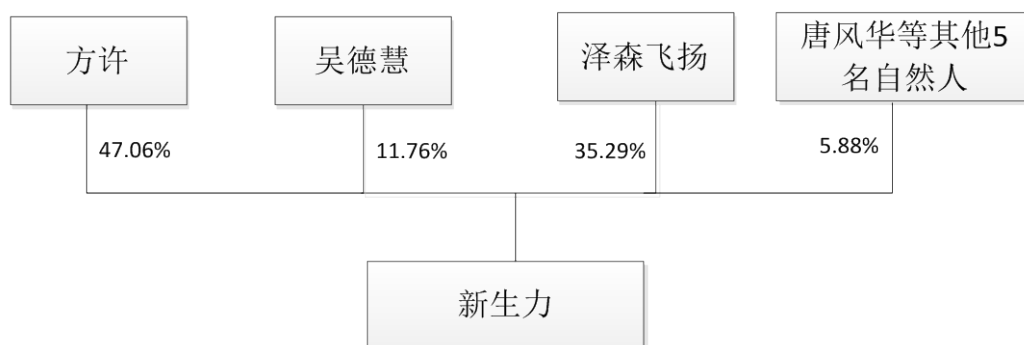 方许
吴德慧
泽森飞扬
唐风华等其他5
名自然人
47.06%
11.76%
35.29%
5.88%
新生力